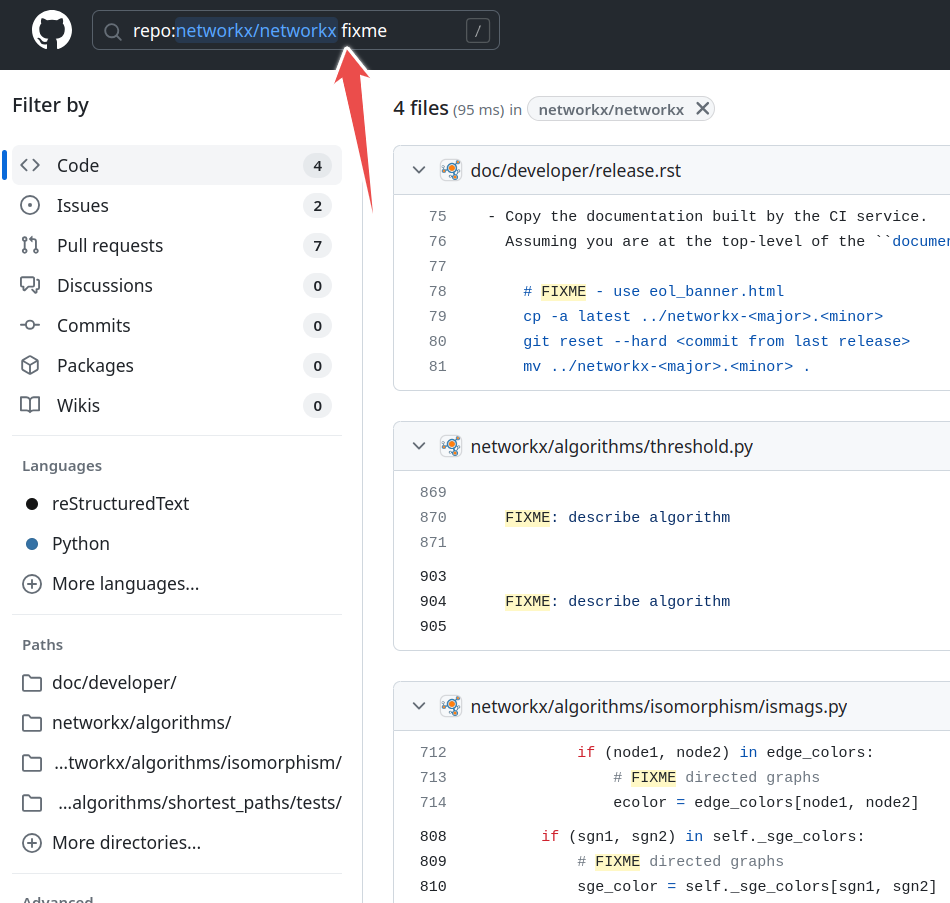 repo:networkx/networkx fixme
/
Filter by
Code 4
Issues 2
Pull requests 7
Discussions 0
Commits 0
Packages 0
Wikis 0
Languages
reStructuredText
Python
More languages...
Paths
doc/developer/
networkx/algorithms/
...tworkx/algorithms/isomorphism/
...algorithms/shortest_paths/tests/
More directories...
Advanced
4 files (95 ms) in networkx/networkx
doc/developer/release.rst
75 - Copy the documentation built by the CI service.
76 Assuming you are at the top-level of the ``documen
77
78 # FIXME - use eol_banner.html
79 cp -a latest ../networkx-<major>.<minor>
80 git reset --hard <commit from last release>
81 mv ../networkx-<major>.<minor> .
networkx/algorithms/threshold.py
869
870 FIXME: describe algorithm
871
903
904 FIXME: describe algorithm
905
networkx/algorithms/isomorphism/ismags.py
712 if (node1, node2) in edge_colors:
713 # FIXME directed graphs
714 ecolor = edge_colors[node1, node2]
808 if (sgn1, sgn2) in self._sge_colors:
809 # FIXME directed graphs
810 sge_color = self._sge_colors[sgn1, sgn2]